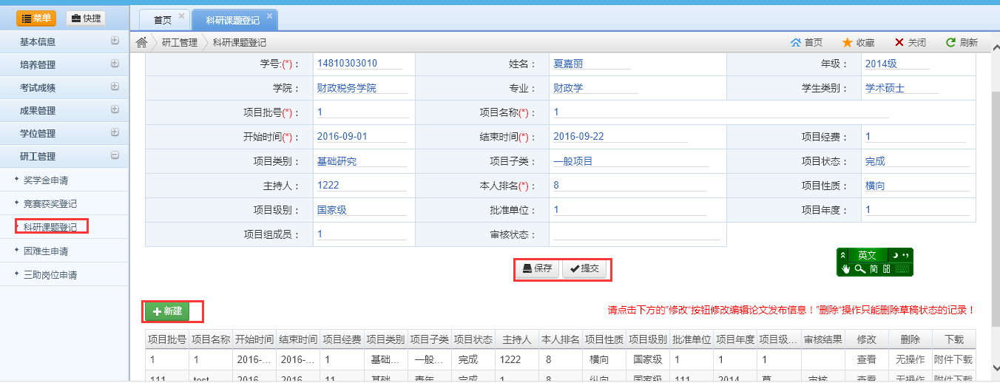 菜单 快捷
首页 科研课题登记
研工管理 科研课题登记 首页 收藏 关闭 刷新
基本信息
培养管理
考试成绩
成果管理
学位管理
研工管理
奖学金申请
竞赛获奖登记
科研课题登记
困难生申请
三助岗位申请
学号:(*)： 14810303010 姓名： 夏嘉丽 年级： 2014级
学院： 财政税务学院 专业： 财政学 学生类别： 学术硕士
项目批号(*)： 1 项目名称(*)： 1
开始时间(*)： 2016-09-01 结束时间(*)： 2016-09-22 项目经费： 1
项目类别： 基础研究 项目子类： 一般项目 项目状态： 完成
主持人： 1222 本人排名(*)： 8 项目性质： 横向
项目级别： 国家级 批准单位： 1 项目年度： 1
项目组成员： 1 审核状态：
英文
简
保存 提交
新建
请点击下方的”修改“按钮修改编辑论文发布信息！”删除“操作只能删除草稿状态的记录！
项目批号 项目名称 开始时间 结束时间 项目经费 项目类别 项目子类 项目状态 主持人 本人排名 项目性质 项目级别 批准单位 项目年度 项目级... 审核结果 修改 删除 下载
1 1 2016-... 2016-... 1 基础... 一般... 完成 1222 8 横向 国家级 1 1 1 查看 无操作 附件下载
111 test 2016 2016 11 基础 青年 完成 1 8 纵向 国家级 111 2014 查看 无操作 附件下载